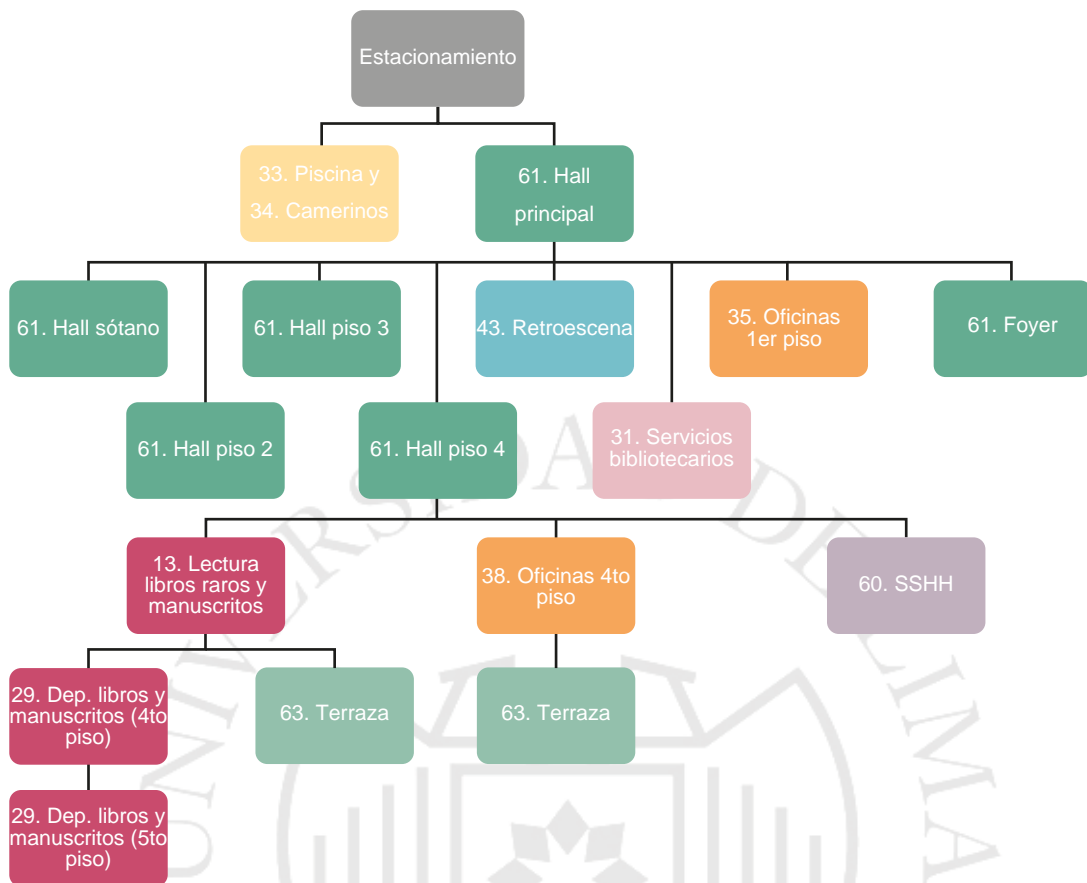 Estacionamiento
33. Piscina y
34. Camerinos
61. Hall
principal
61. Hall sótano
61. Hall piso 3
43. Retroescena
35. Oficinas
1er piso
61. Foyer
61. Hall piso 2
61. Hall piso 4
31. Servicios
bibliotecarios
13. Lectura
libros raros y
manuscritos
38. Oficinas 4to
piso
60. SSHH
29. Dep. libros y
manuscritos (4to
piso)
63. Terraza
63. Terraza
29. Dep. libros y
manuscritos (5to
piso)
UNIVERSIDAD DE LIMA